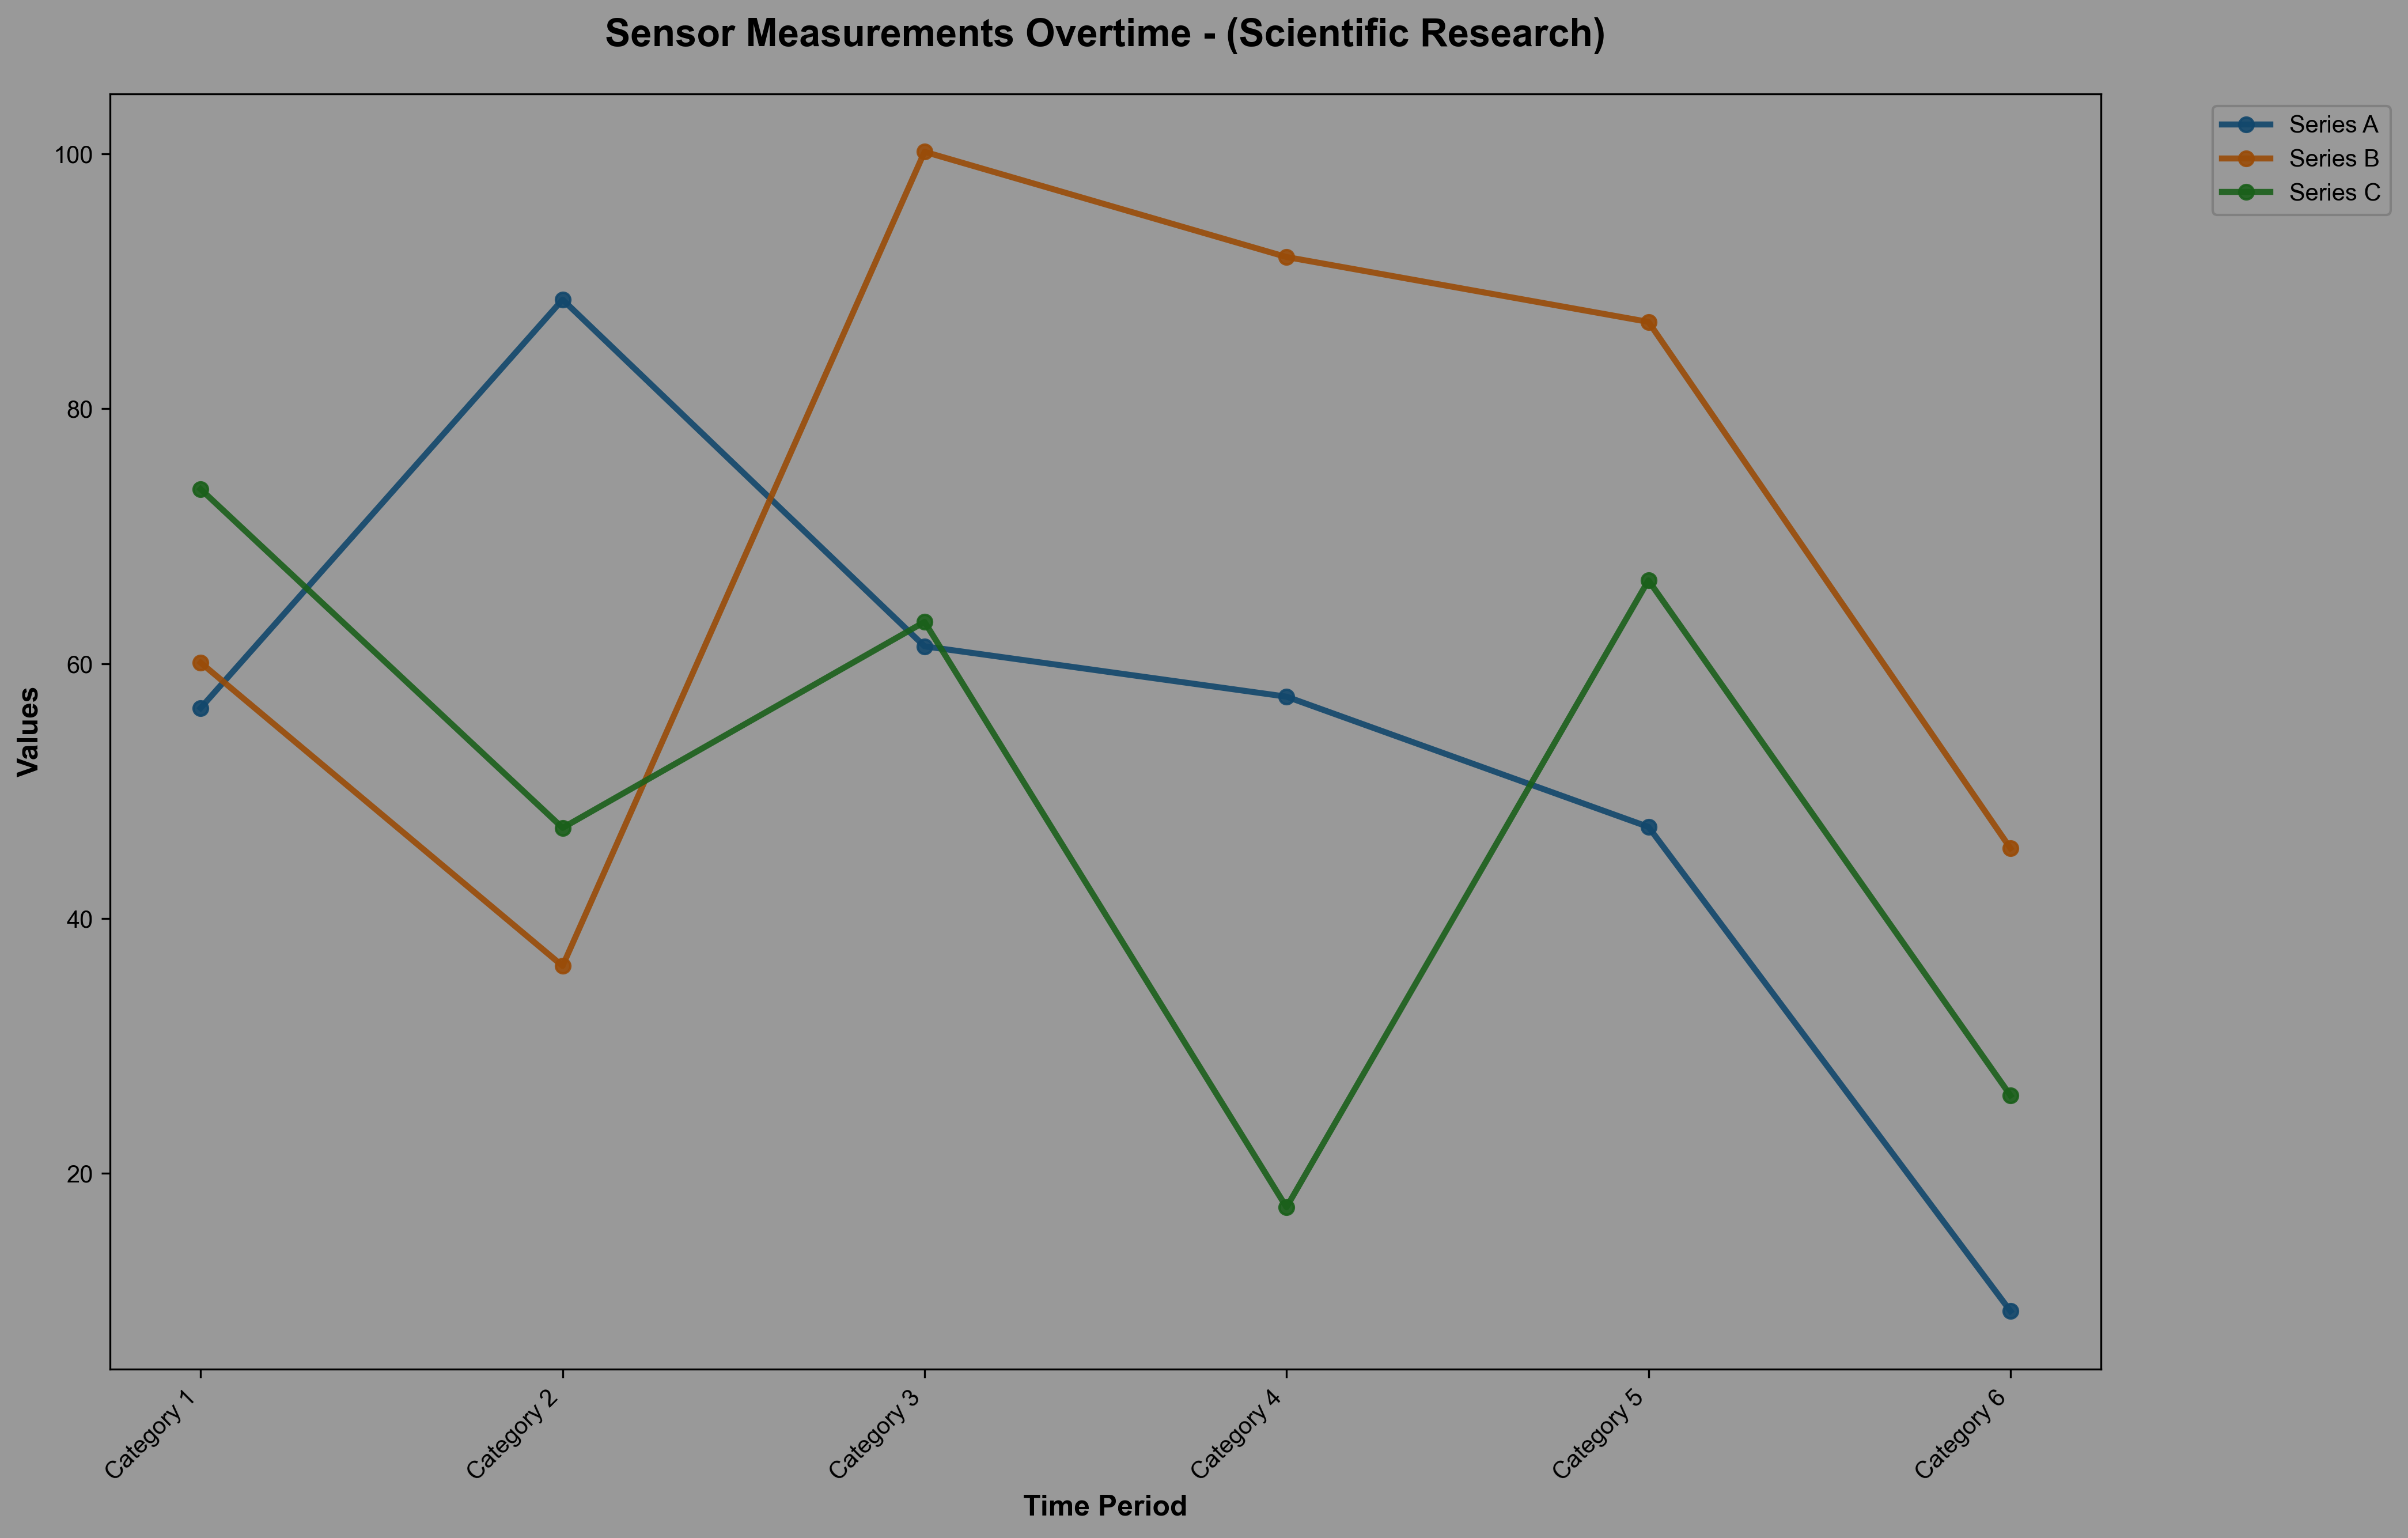 Sensor Measurements Overtime - (Scientific Research)
Series A
Series B
Series C
100
80
60
40
20
Values
Category 1
Category 2
Category 3
Category 4
Category 5
Category 6
Time Period